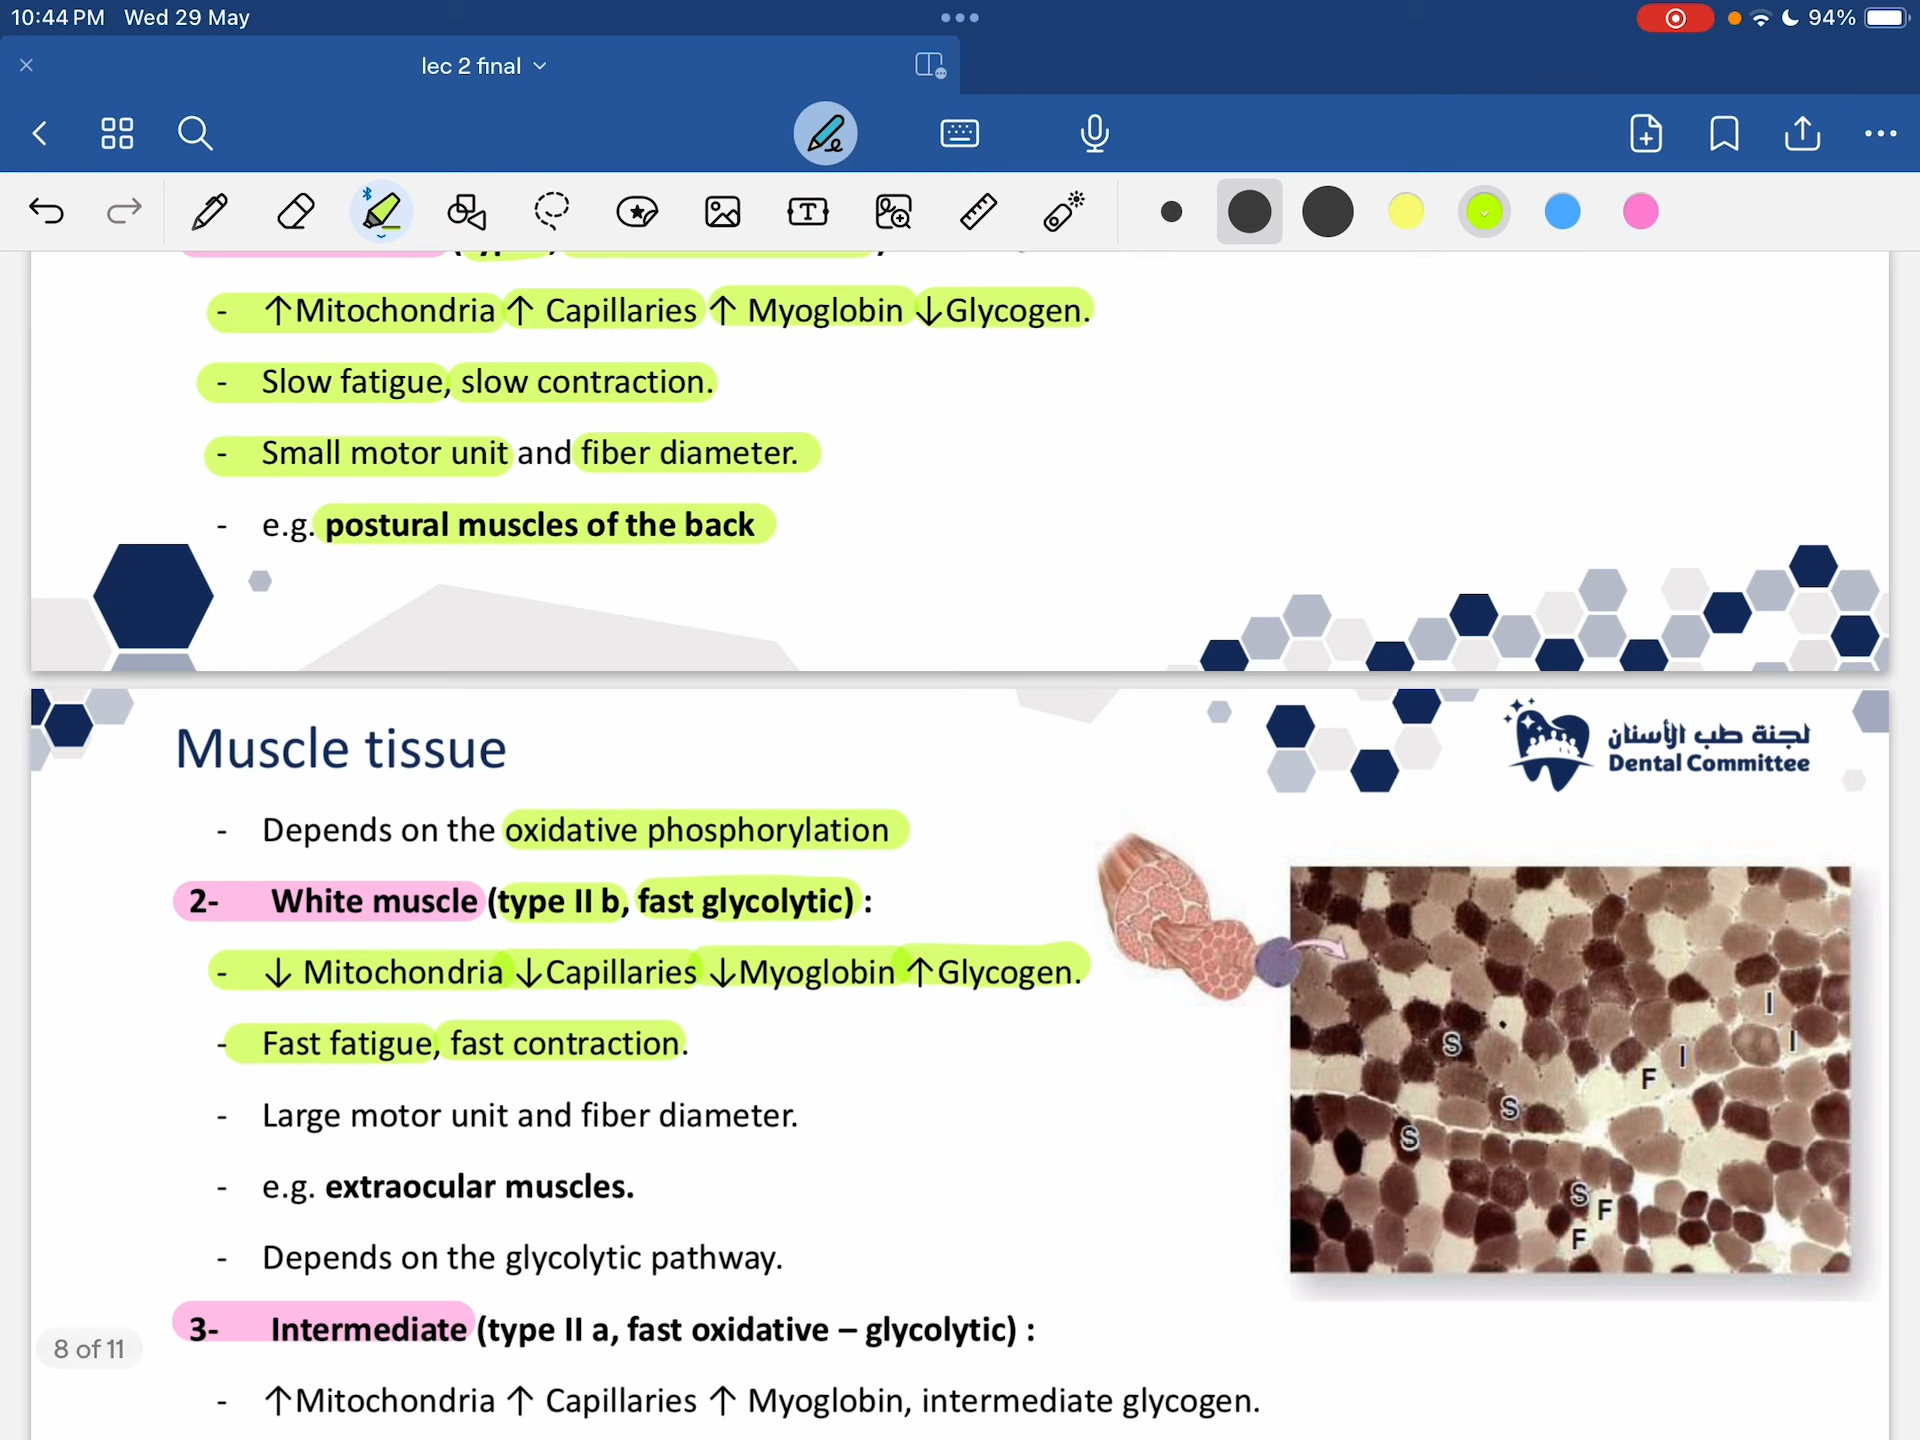 10:44 PM Wed 29 May
94%
lec 2 final
- ↑Mitochondria ↑ Capillaries ↑ Myoglobin ↓Glycogen.
- Slow fatigue, slow contraction.
- Small motor unit and fiber diameter.
- e.g. postural muscles of the back
Muscle tissue
لجنة طب الأسنان
Dental Committee
- Depends on the oxidative phosphorylation
2- White muscle (type II b, fast glycolytic) :
- ↓ Mitochondria ↓Capillaries ↓Myoglobin ↑Glycogen.
- Fast fatigue, fast contraction.
- Large motor unit and fiber diameter.
- e.g. extraocular muscles.
- Depends on the glycolytic pathway.
3- Intermediate (type II a, fast oxidative – glycolytic) :
- ↑Mitochondria ↑ Capillaries ↑ Myoglobin, intermediate glycogen.
I
I
S
I
F
S
S
S
F
F
8 of 11